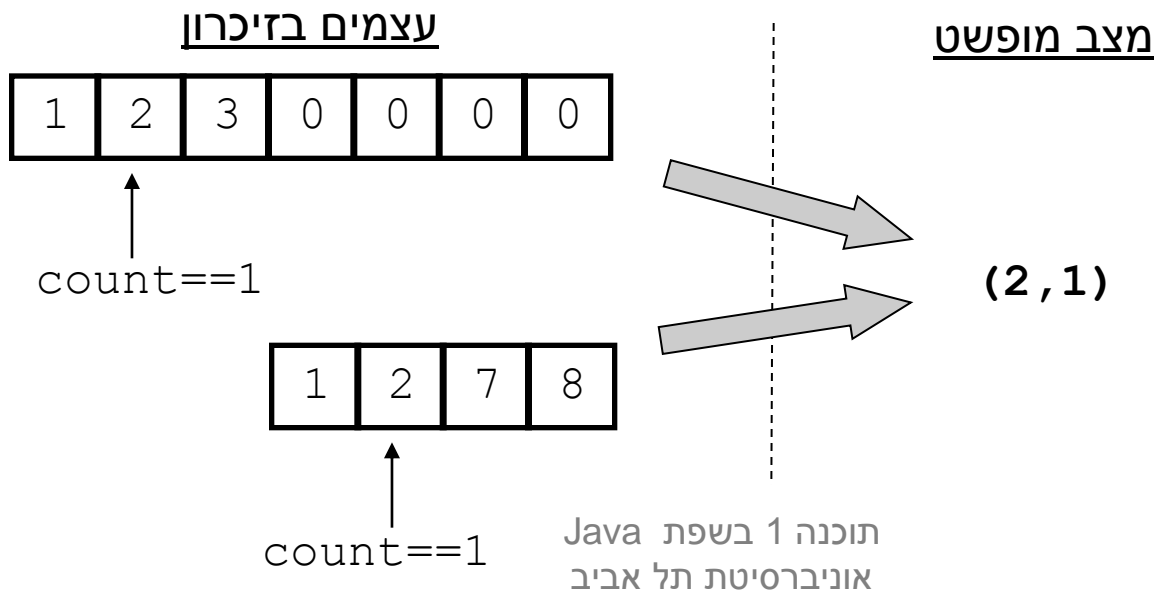 עצמים בזיכרון
מצב מופשט
1 2 3 0 0 0 0
count==1
(2,1)
1 2 7 8
count==1
תוכנה 1 בשפת Java
אוניברסיטת תל אביב